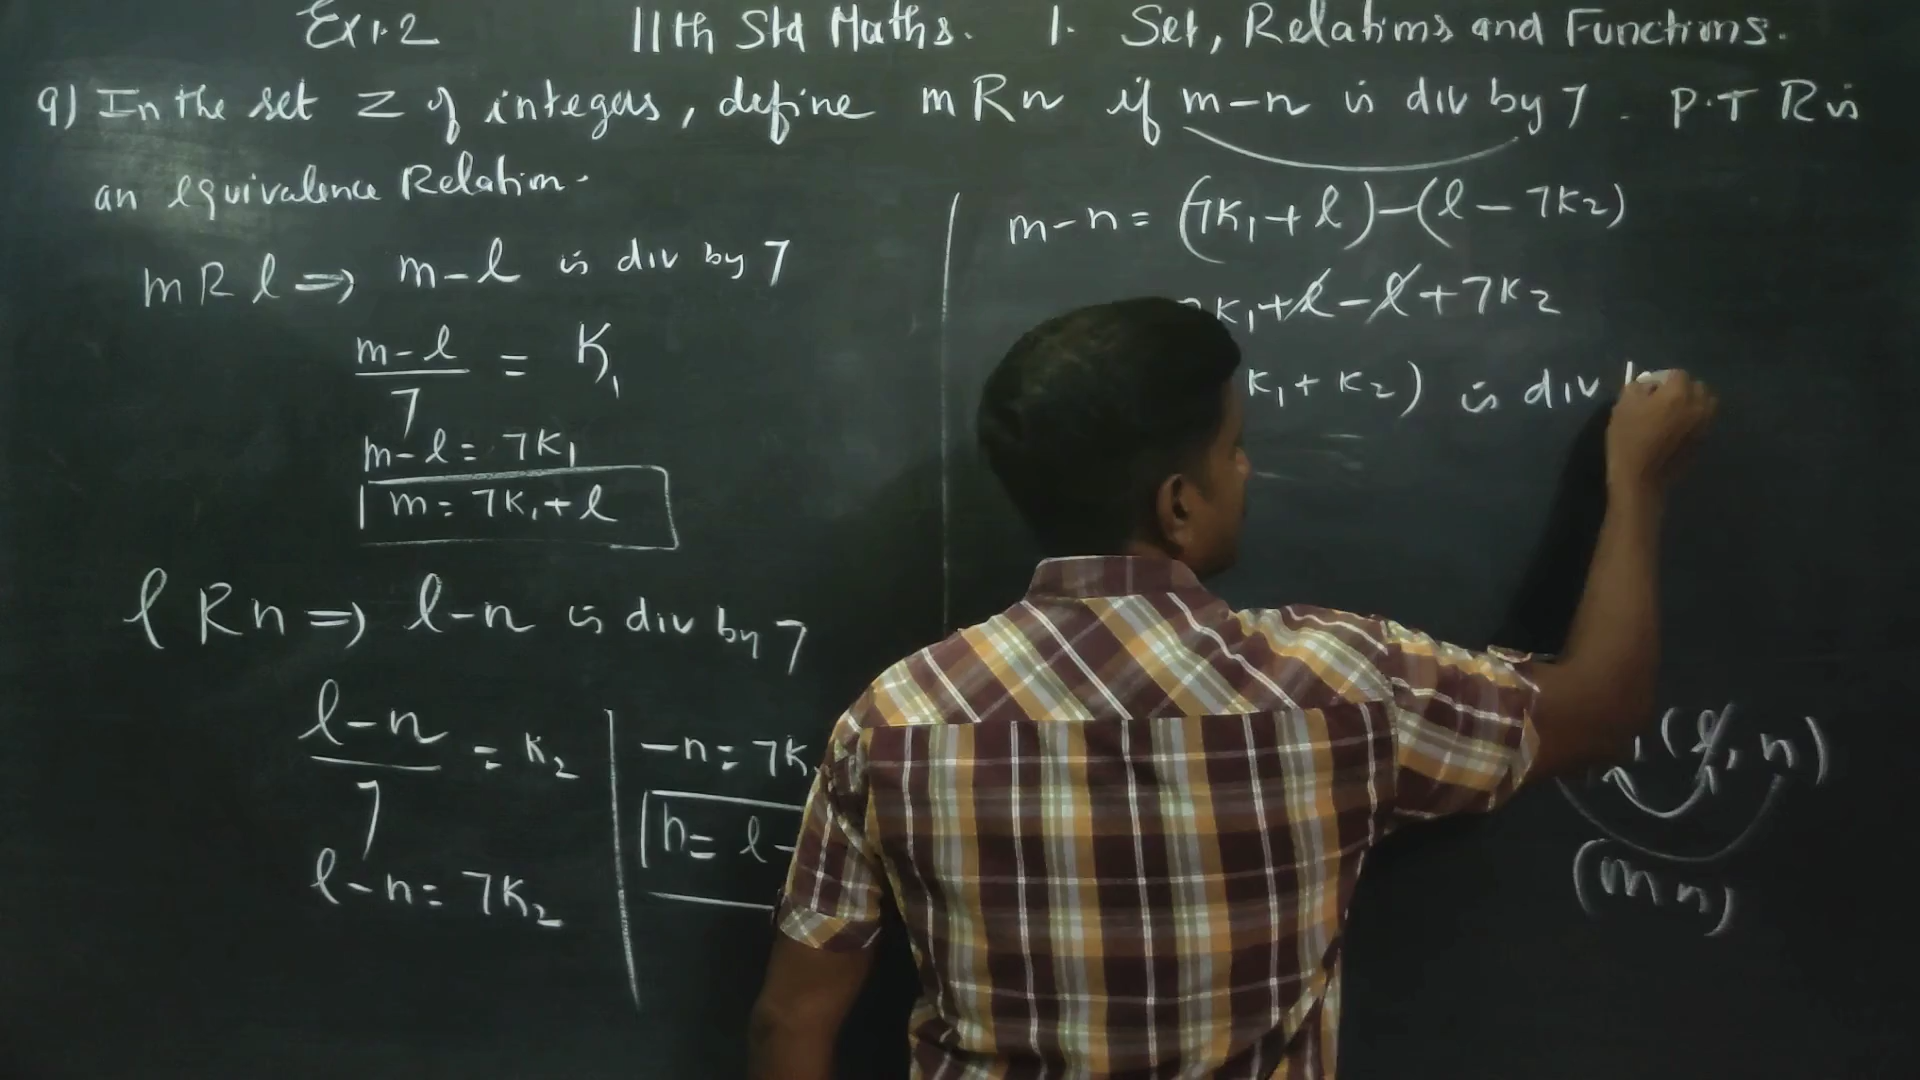 Ex 1.2 11th Std Maths. 1. Set, Relations and Functions.
9) In the set Z of integers, define mRn if m-n is div by 7. P.T R is
an equivalence Relation.
mRl ⇒ m-l is div by 7
m-l
7
= K₁
m-l = 7K₁
m = 7K₁+l
lRn ⇒ l-n is div by 7
l-n
7
= K₂
l-n = 7K₂
-n = 7K
n = l-
m-n = (7K₁+l)-(l-7K₂)
K₁+l-l+7K₂
K₁+K₂) is div
, (l, n)
(m n)